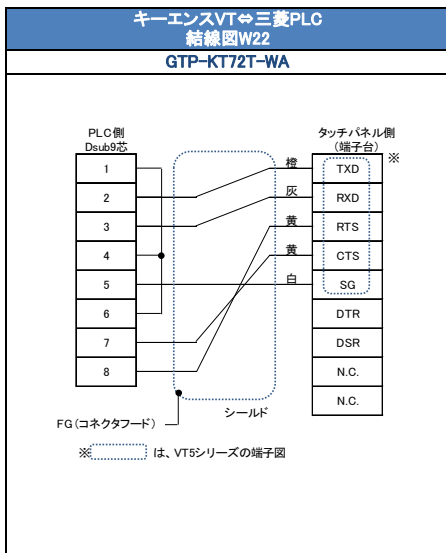 キーエンスVT⇔三菱PLC
結線図W22
GTP-KT72T-WA
PLC側
Dsub9芯
タッチパネル側
(端子台)
※
1
橙
TXD
2
灰
RXD
3
黄
RTS
4
黄
CTS
5
白
SG
6
DTR
7
DSR
8
N.C.
N.C.
シールド
FG(コネクタフード)
※ は、VT5シリーズの端子図